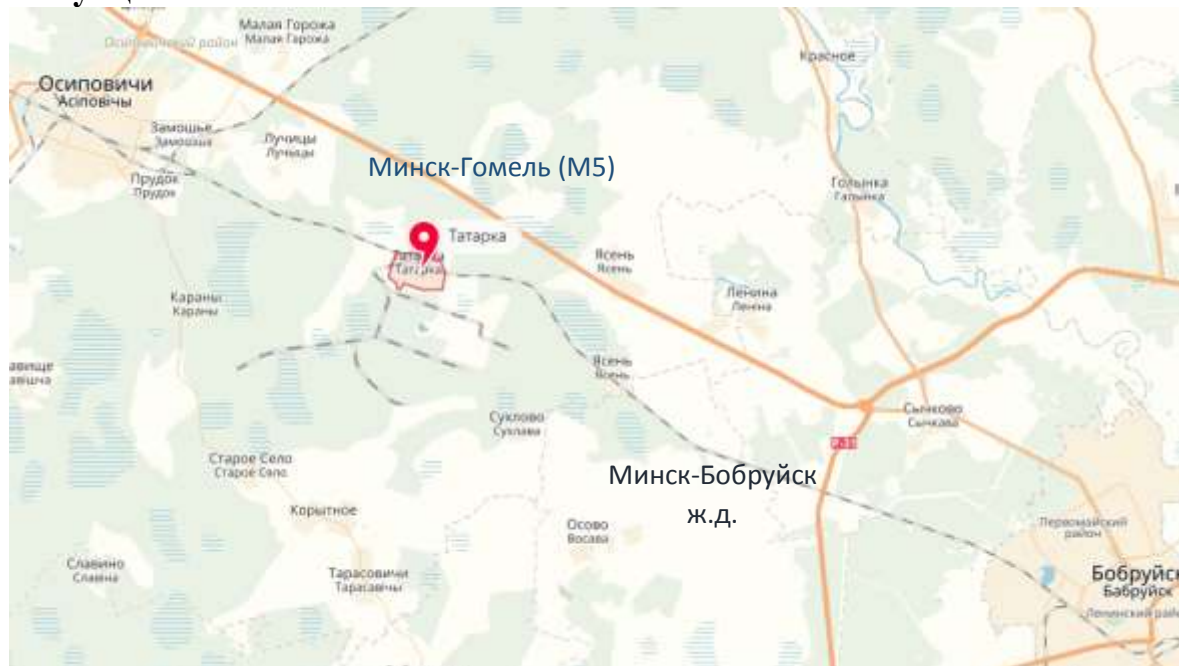 Малая Горожа
Малая Гарожа
Осиповичский район
Красное
Осиповичи
Асіповічы
Замошье
Замошша
Лучицы
Лучыцы
Минск-Гомель (М5)
Прудок
Прудок
Голынка
Галынка
Татарка
Татарка
Татарка
Ясень
Ясень
Караны
Караны
Ленина
Леніна
Ясень
Ясень
Суклово
Суклава
Сычково
Сычкава
Старое Село
Старое Сяло
Минск-Бобруйск
ж.д.
Корытное
Осово
Восава
Первомайский
район
Славино
Славіна
Тарасовичи
Тарасавічы
Бобруйск
Бабруйск
Ленинский